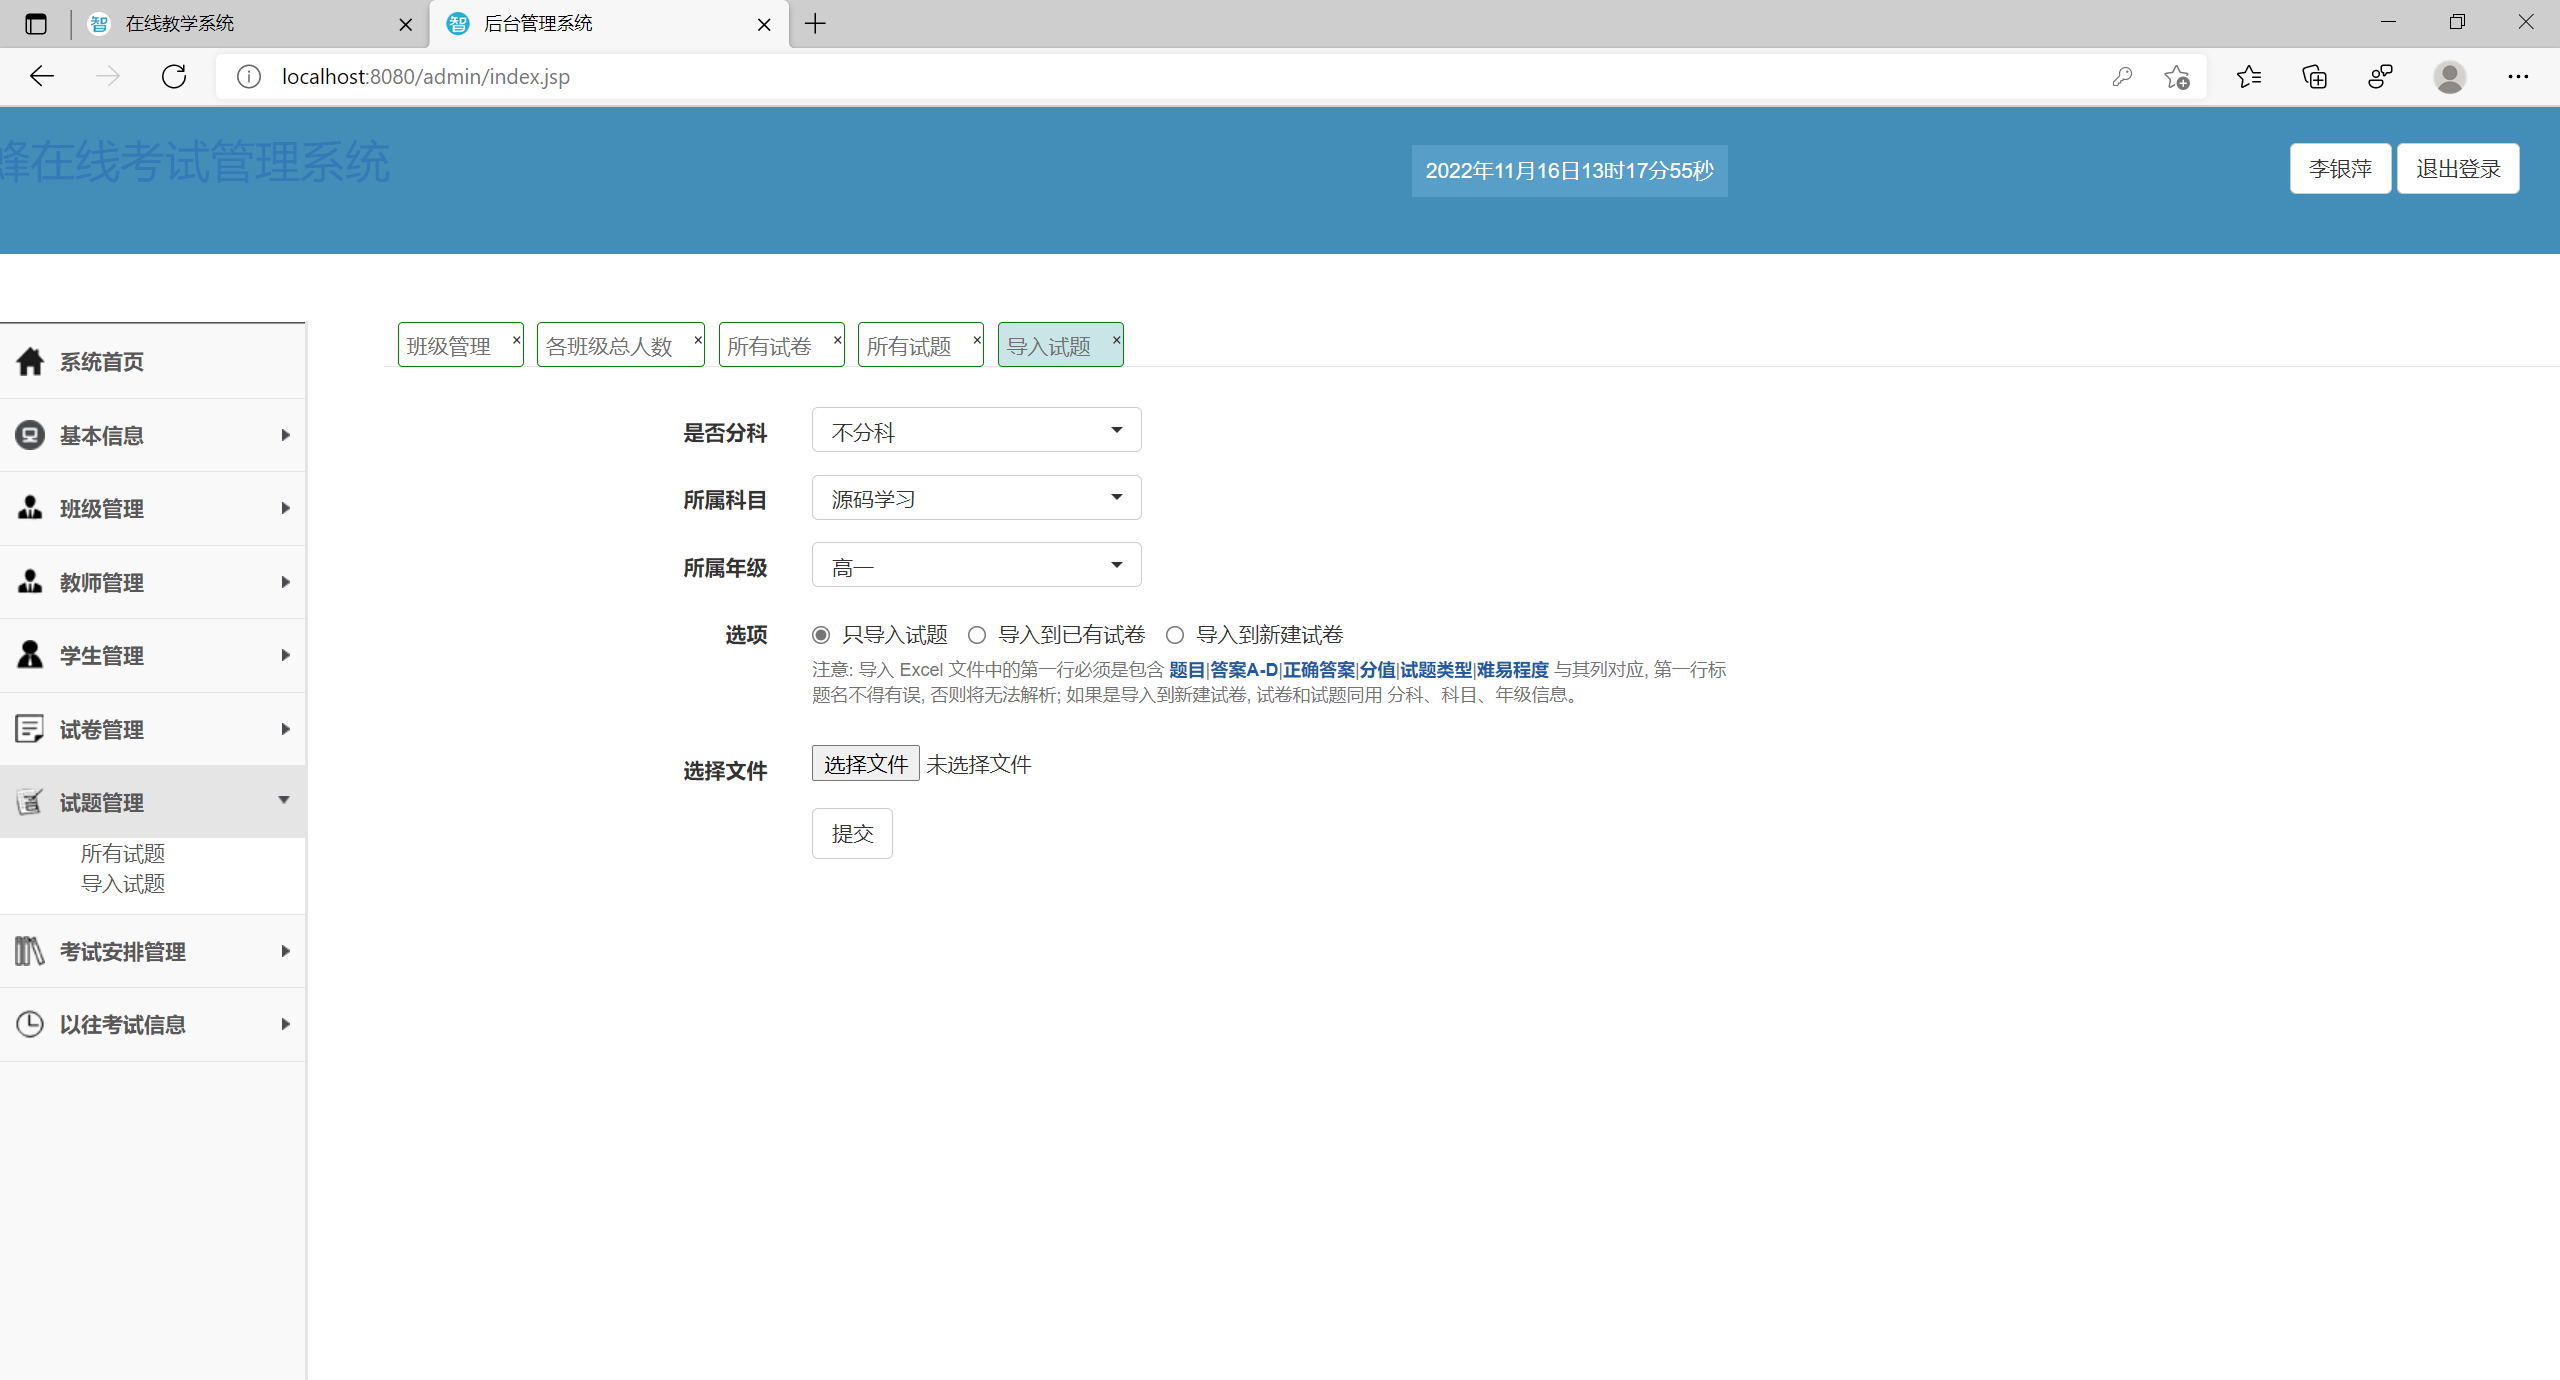 在线教学系统
后台管理系统
localhost:8080/admin/index.jsp
蜂在线考试管理系统
2022年11月16日13时17分55秒
李银萍
退出登录
系统首页
基本信息
班级管理
教师管理
学生管理
试卷管理
试题管理
所有试题
导入试题
考试安排管理
以往考试信息
班级管理 ×
各班级总人数 ×
所有试卷 ×
所有试题 ×
导入试题 ×
是否分科 不分科
所属科目 源码学习
所属年级 高一
选项 只导入试题 导入到已有试卷 导入到新建试卷
注意: 导入 Excel 文件中的第一行必须是包含 题目|答案A-D|正确答案|分值|试题类型|难易程度 与其列对应, 第一行标
题名不得有误, 否则将无法解析; 如果是导入到新建试卷, 试卷和试题同用 分科、科目、年级信息。
选择文件 选择文件 未选择文件
提交